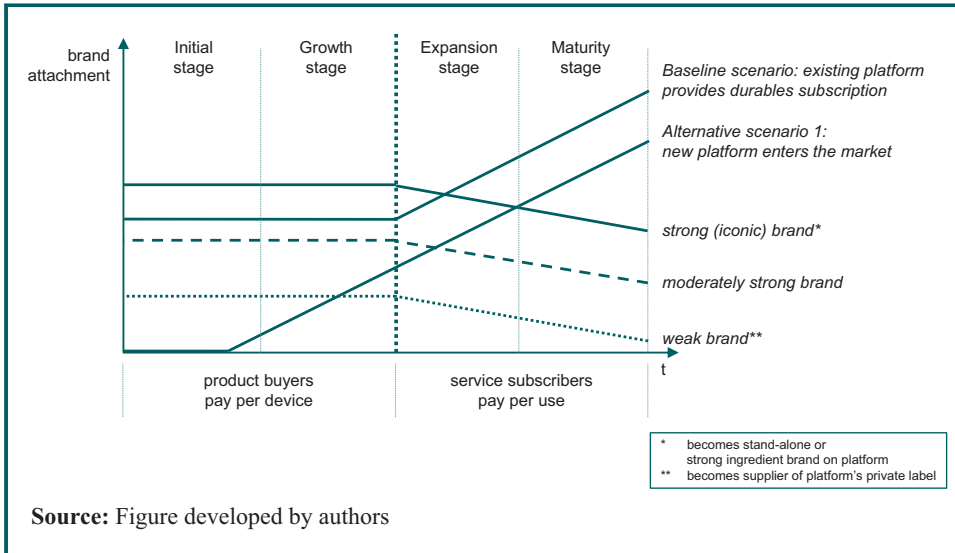 brand
attachment
Initial
stage
Growth
stage
Expansion
stage
Maturity
stage
Baseline scenario: existing platform
provides durables subscription
Alternative scenario 1:
new platform enters the market
strong (iconic) brand*
moderately strong brand
weak brand**
t
product buyers
pay per device
service subscribers
pay per use
* becomes stand-alone or
strong ingredient brand on platform
** becomes supplier of platform's private label
Source: Figure developed by authors